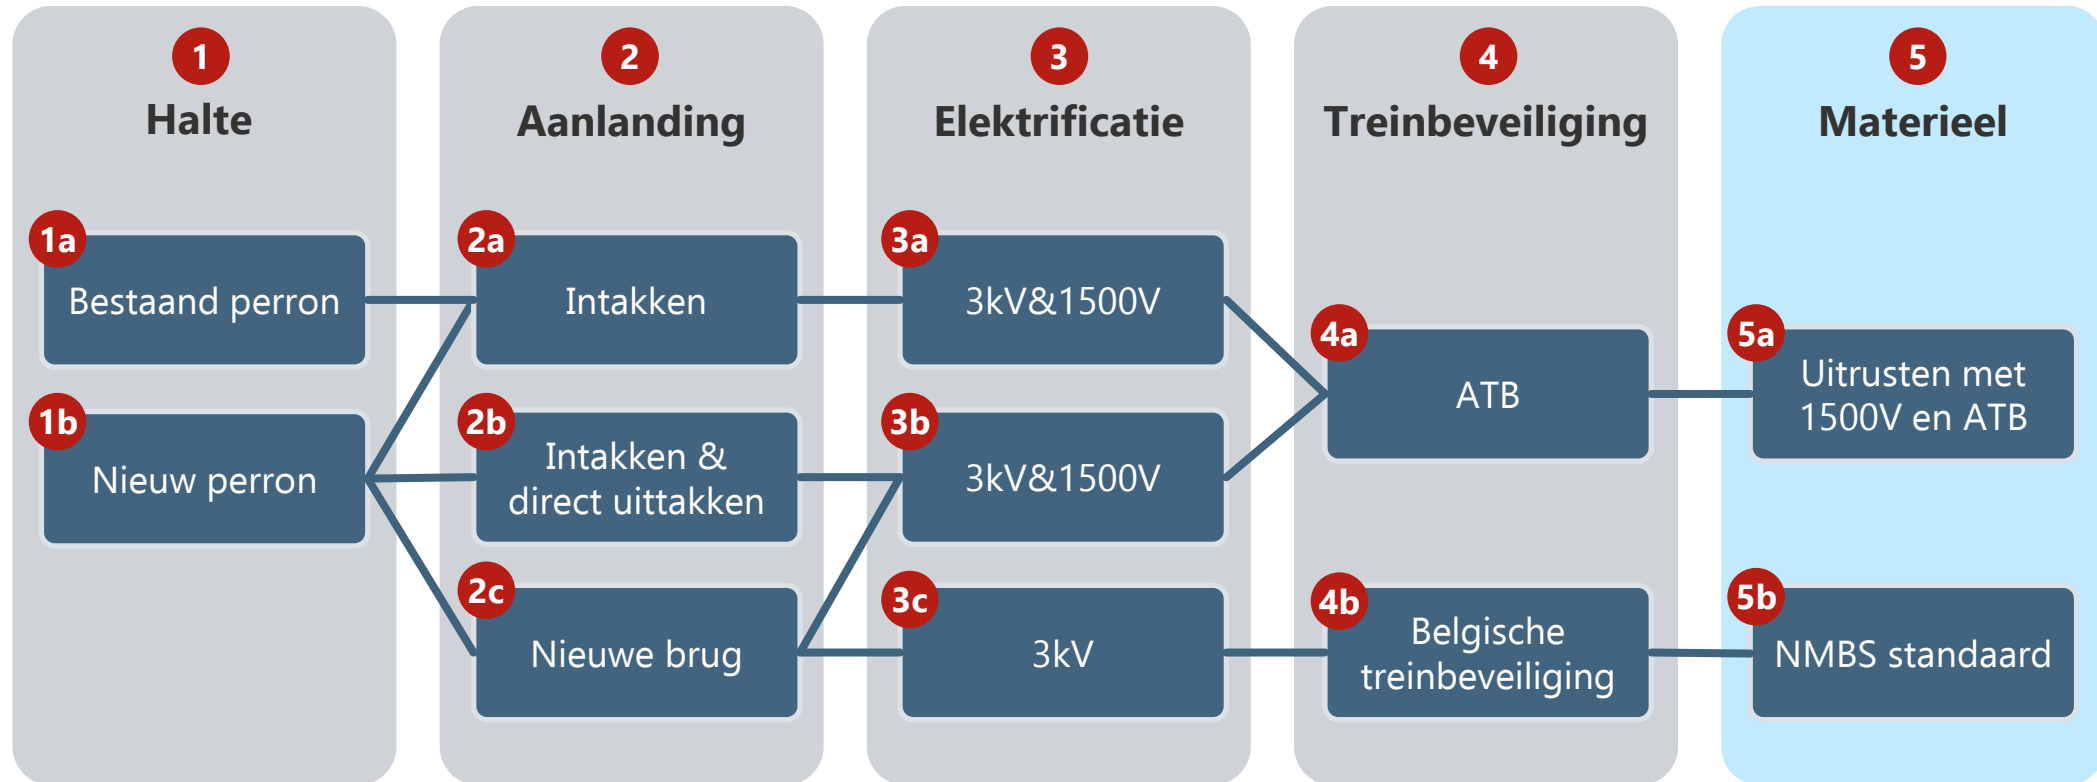 1
Halte
1a
Bestaand perron
1b
Nieuw perron
2
Aanlanding
2a
Intakken
2b
Intakken &
direct uittakken
2c
Nieuwe brug
3
Elektrificatie
3a
3kV&1500V
3b
3kV&1500V
3c
3kV
4
Treinbeveiliging
4a
ATB
4b
Belgische
treinbeveiliging
5
Materieel
5a
Uitrusten met
1500V en ATB
5b
NMBS standaard